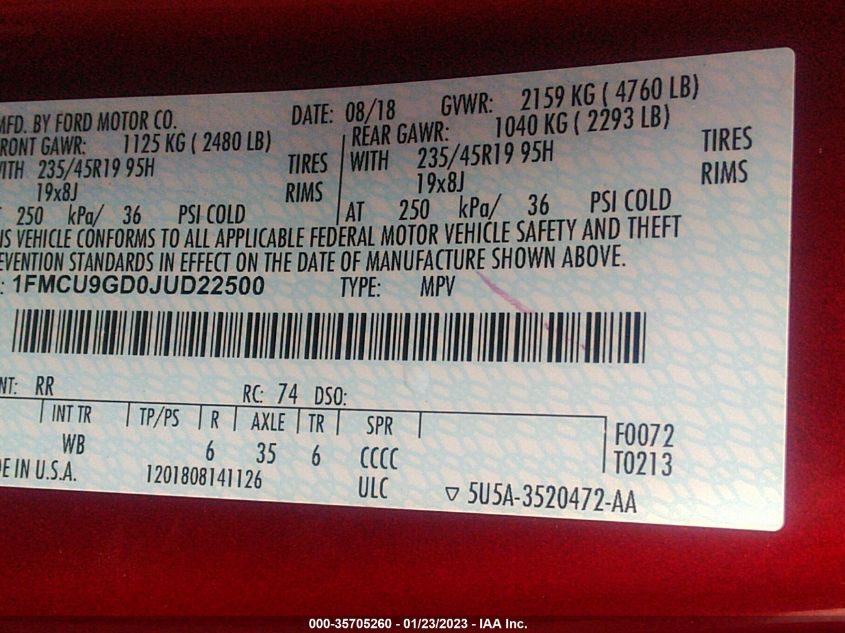 MFD. BY FORD MOTOR CO. DATE: 08/18 GVWR: 2159 KG ( 4760 LB)
FRONT GAWR: 1125 KG ( 2480 LB) REAR GAWR: 1040 KG ( 2293 LB)
WITH 235/45R19 95H TIRES WITH 235/45R19 95H TIRES
19x8J RIMS 19x8J RIMS
250 kPa/ 36 PSI COLD AT 250 kPa/ 36 PSI COLD
IS VEHICLE CONFORMS TO ALL APPLICABLE FEDERAL MOTOR VEHICLE SAFETY AND THEFT
EVENTION STANDARDS IN EFFECT ON THE DATE OF MANUFACTURE SHOWN ABOVE.
: 1FMCU9GD0JUD22500 TYPE: MPV
NT: RR RC: 74 DSO:
INT TR TP/PS R AXLE TR SPR F0072
WB 6 35 6 CCCC T0213
E IN U.S.A. 1201808141126 ULC ▽ 5U5A-3520472-AA
000-35705260 - 01/23/2023 - IAA Inc.